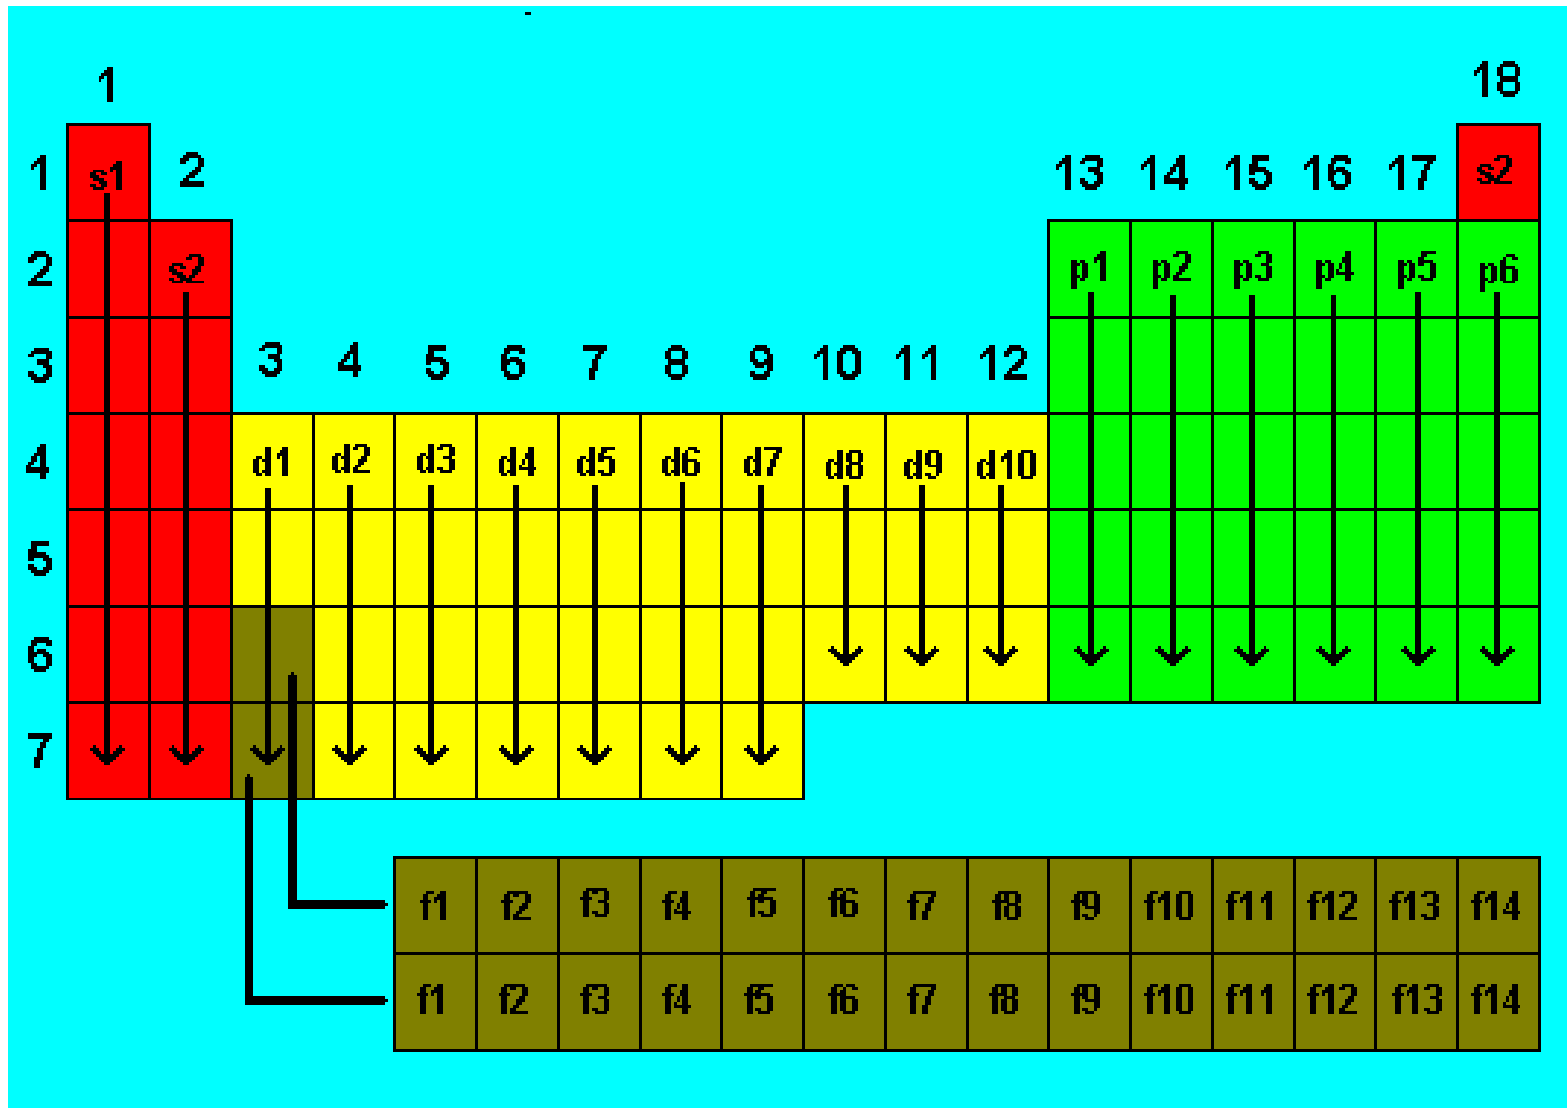 1 18
1 s1 2 13 14 15 16 17 s2
2 s2 p1 p2 p3 p4 p5 p6
3 3 4 5 6 7 8 9 10 11 12
4 d1 d2 d3 d4 d5 d6 d7 d8 d9 d10
5
6
7
f1 f2 f3 f4 f5 f6 f7 f8 f9 f10 f11 f12 f13 f14
f1 f2 f3 f4 f5 f6 f7 f8 f9 f10 f11 f12 f13 f14